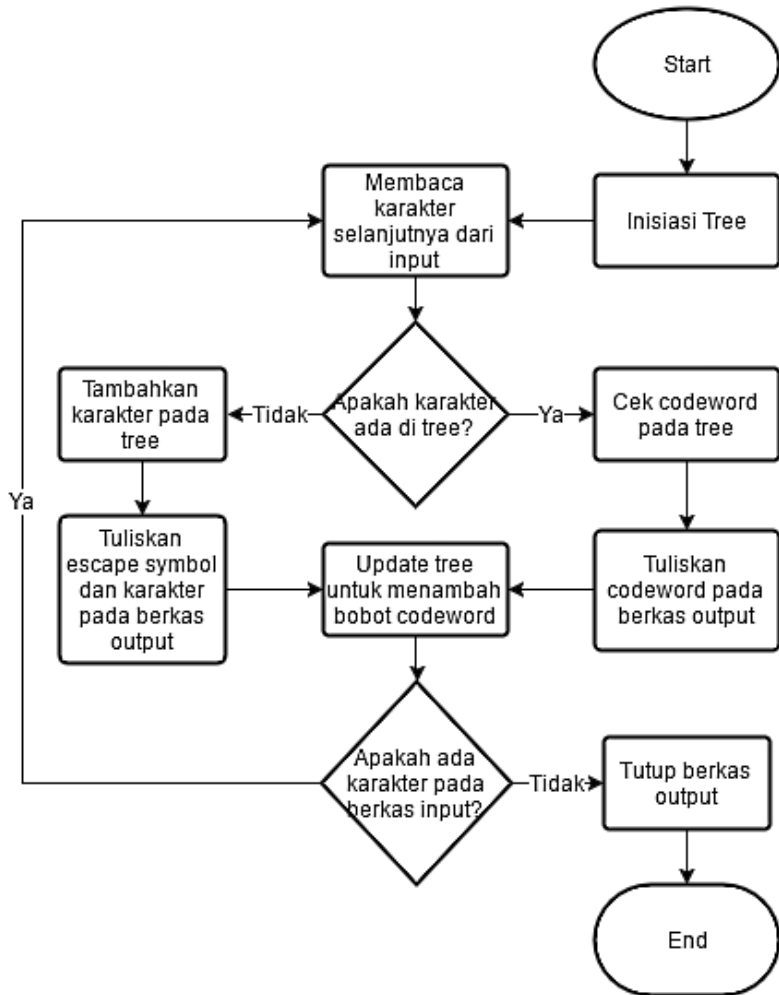 Start
Inisiasi Tree
Membaca
karakter
selanjutnya dari
input
Apakah karakter
ada di tree?
Tidak
Ya
Tambahkan
karakter pada
tree
Cek codeword
pada tree
Ya
Tuliskan
escape symbol
dan karakter
pada berkas
output
Update tree
untuk menambah
bobot codeword
Tuliskan
codeword pada
berkas output
Apakah ada
karakter pada
berkas input?
Tidak
Tutup berkas
output
End